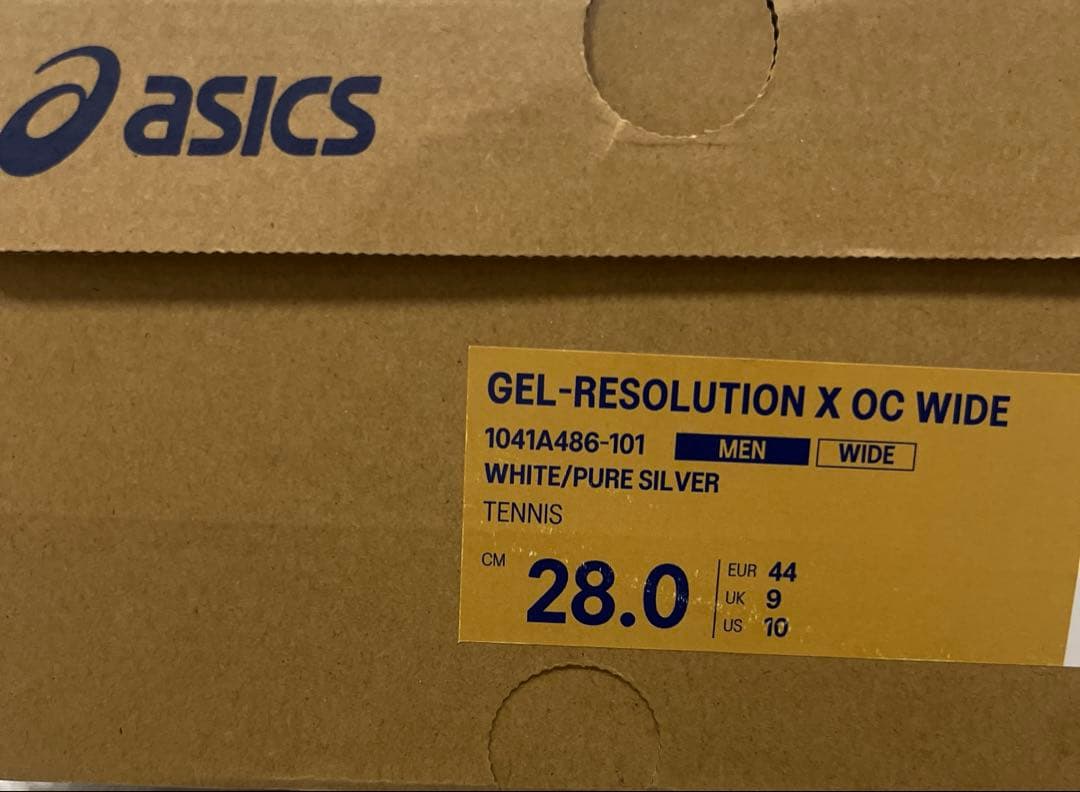 asics
GEL-RESOLUTION X OC WIDE
1041A486-101 MEN WIDE
WHITE/PURE SILVER
TENNIS
CM 28.0
EUR 44
UK 9
US 10